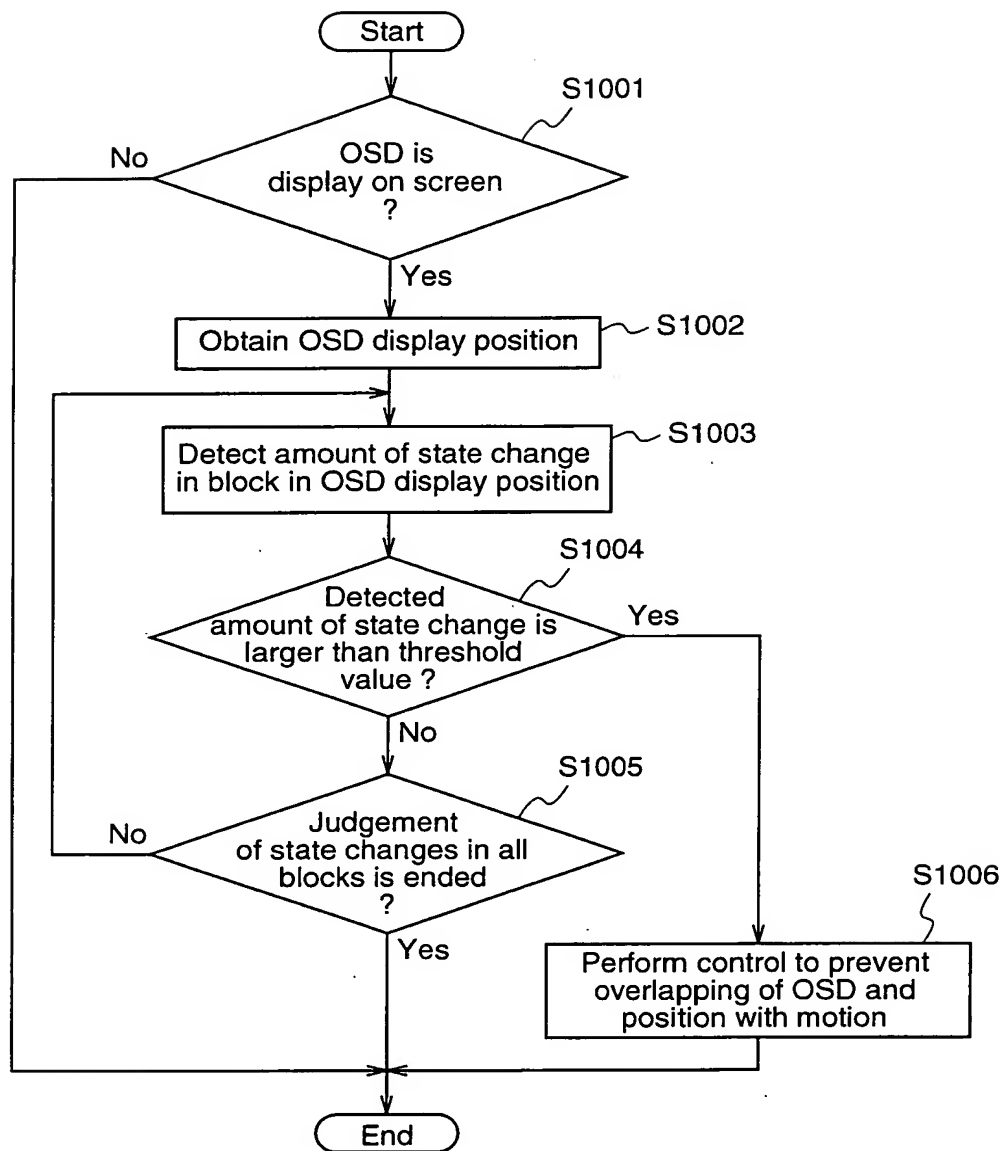 Start
S1001
No
OSD is
display on screen
?
Yes
S1002
Obtain OSD display position
S1003
Detect amount of state change
in block in OSD display position
S1004
Detected
amount of state change is
larger than threshold
value ?
Yes
No
S1005
No
Judgement
of state changes in all
blocks is ended
?
Yes
S1006
Perform control to prevent
overlapping of OSD and
position with motion
End